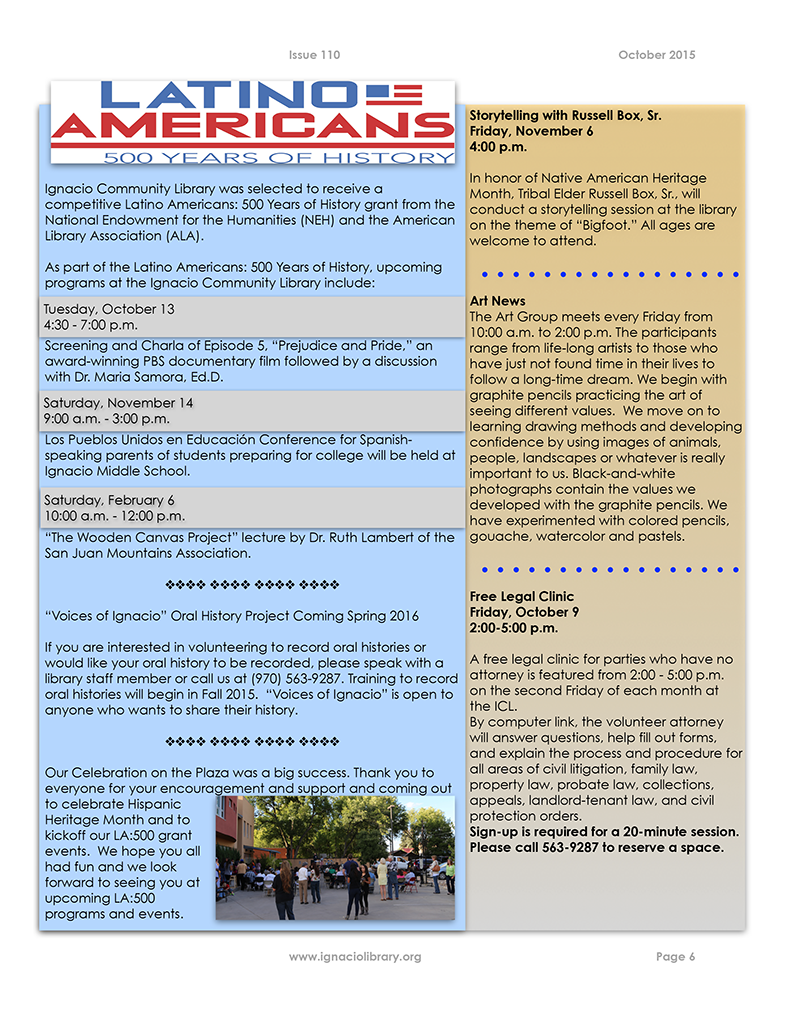 Issue 110
October 2015
LATINO
AMERICANS
500 YEARS OF HISTORY
Ignacio Community Library was selected to receive a
competitive Latino Americans: 500 Years of History grant from the
National Endowment for the Humanities (NEH) and the American
Library Association (ALA).
As part of the Latino Americans: 500 Years of History, upcoming
programs at the Ignacio Community Library include:
Tuesday, October 13
4:30 - 7:00 p.m.
Screening and Charla of Episode 5, “Prejudice and Pride,” an
award-winning PBS documentary film followed by a discussion
with Dr. Maria Samora, Ed.D.
Saturday, November 14
9:00 a.m. - 3:00 p.m.
Los Pueblos Unidos en Educación Conference for Spanish-
speaking parents of students preparing for college will be held at
Ignacio Middle School.
Saturday, February 6
10:00 a.m. - 12:00 p.m.
“The Wooden Canvas Project” lecture by Dr. Ruth Lambert of the
San Juan Mountains Association.
“Voices of Ignacio” Oral History Project Coming Spring 2016
If you are interested in volunteering to record oral histories or
would like your oral history to be recorded, please speak with a
library staff member or call us at (970) 563-9287. Training to record
oral histories will begin in Fall 2015.  “Voices of Ignacio” is open to
anyone who wants to share their history.
Our Celebration on the Plaza was a big success. Thank you to
everyone for your encouragement and support and coming out
to celebrate Hispanic
Heritage Month and to
kickoff our LA:500 grant
events.  We hope you all
had fun and we look
forward to seeing you at
upcoming LA:500
programs and events.
Storytelling with Russell Box, Sr.
Friday, November 6
4:00 p.m.
In honor of Native American Heritage
Month, Tribal Elder Russell Box, Sr., will
conduct a storytelling session at the library
on the theme of “Bigfoot.” All ages are
welcome to attend.
Art News
The Art Group meets every Friday from
10:00 a.m. to 2:00 p.m. The participants
range from life-long artists to those who
have just not found time in their lives to
follow a long-time dream. We begin with
graphite pencils practicing the art of
seeing different values.  We move on to
learning drawing methods and developing
confidence by using images of animals,
people, landscapes or whatever is really
important to us. Black-and-white
photographs contain the values we
developed with the graphite pencils. We
have experimented with colored pencils,
gouache, watercolor and pastels.
Free Legal Clinic
Friday, October 9
2:00-5:00 p.m.
A free legal clinic for parties who have no
attorney is featured from 2:00 - 5:00 p.m.
on the second Friday of each month at
the ICL.
By computer link, the volunteer attorney
will answer questions, help fill out forms,
and explain the process and procedure for
all areas of civil litigation, family law,
property law, probate law, collections,
appeals, landlord-tenant law, and civil
protection orders.
Sign-up is required for a 20-minute session.
Please call 563-9287 to reserve a space.
www.ignaciolibrary.org
Page 6